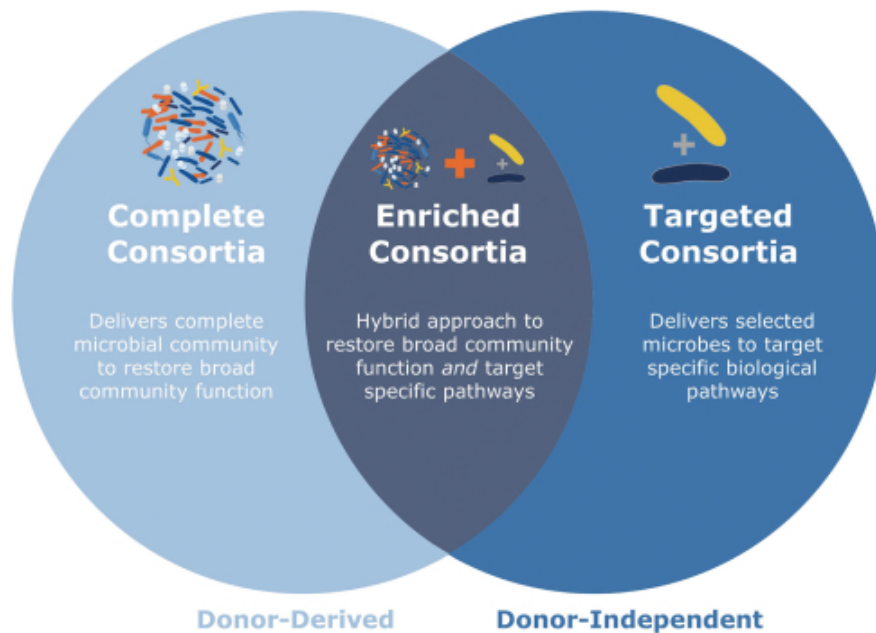 Complete
Consortia
Delivers complete
microbial community
to restore broad
community function
Enriched
Consortia
Hybrid approach to
restore broad community
function and target
specific pathways
Targeted
Consortia
Delivers selected
microbes to target
specific biological
pathways
Donor-Derived
Donor-Independent